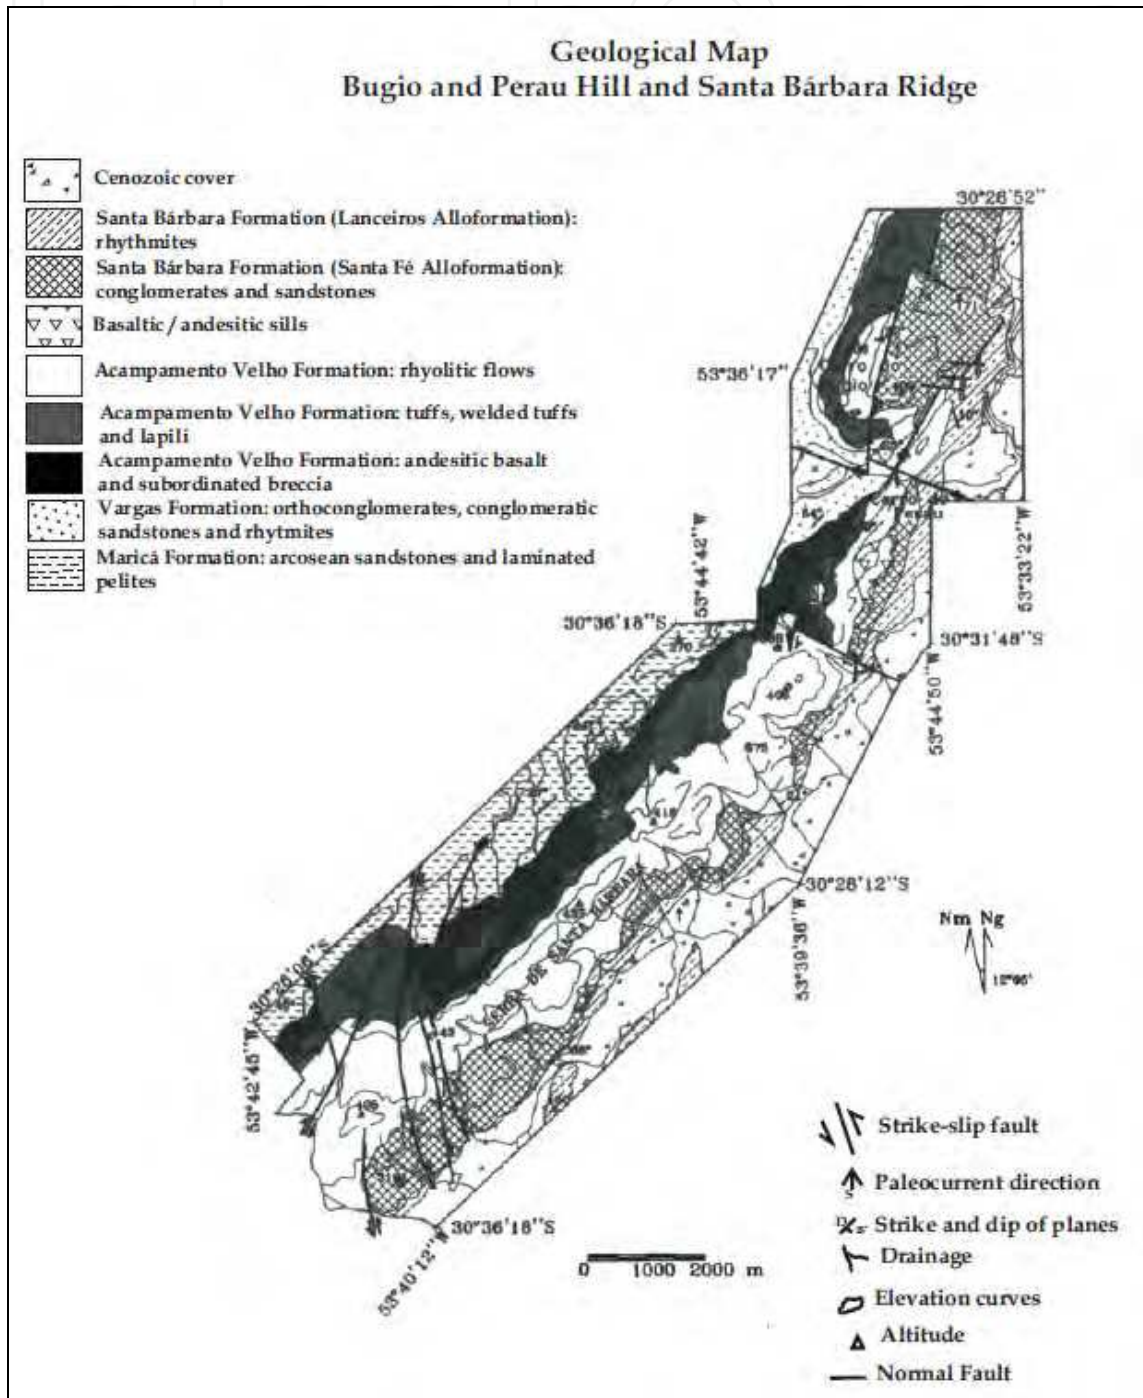 Geological Map
Bugio and Perau Hill and Santa Bárbara Ridge
Cenozoic cover
Santa Bárbara Formation (Lanceiros Alloformation):
rhythmites
Santa Bárbara Formation (Santa Fé Alloformation):
conglomerates and sandstones
Basaltic/andesitic sills
Acampamento Velho Formation: rhyolitic flows
Acampamento Velho Formation: tuffs, welded tuffs
and lapili
Acampamento Velho Formation: andesitic basalt
and subordinated breccia
Vargas Formation: orthoconglomerates, conglomeratic
sandstones and rhytmites
Maricá Formation: arcosean sandstones and laminated
pelites
30°26'52"
53°36'17"
53°44'42" W
53°33'22" W
30°36'18"S
30°31'48"S
53°44'50" W
30°28'12"S
53°39'36" W
SERRA DE SANTA BÁRBARA
53°42'45" W
30°36'18"S
53°40'12" W
Nm Ng
0 1000 2000 m
Strike-slip fault
Paleocurrent direction
Strike and dip of planes
Drainage
Elevation curves
Altitude
Normal Fault